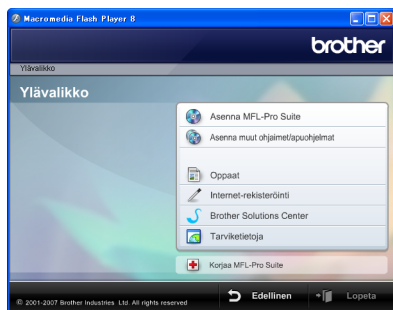 Macromedia Flash Player 8
brother
Ylävalikko
Ylävalikko
Asenna MFL-Pro Suite
Asenna muut ohjaimet/apuohjelmat
Oppaat
Internet-rekisteröinti
Brother Solutions Center
Tarviketietoja
Korjaa MFL-Pro Suite
© 2001-2007 Brother Industries Ltd. All rights reserved
Edellinen
Lopeta